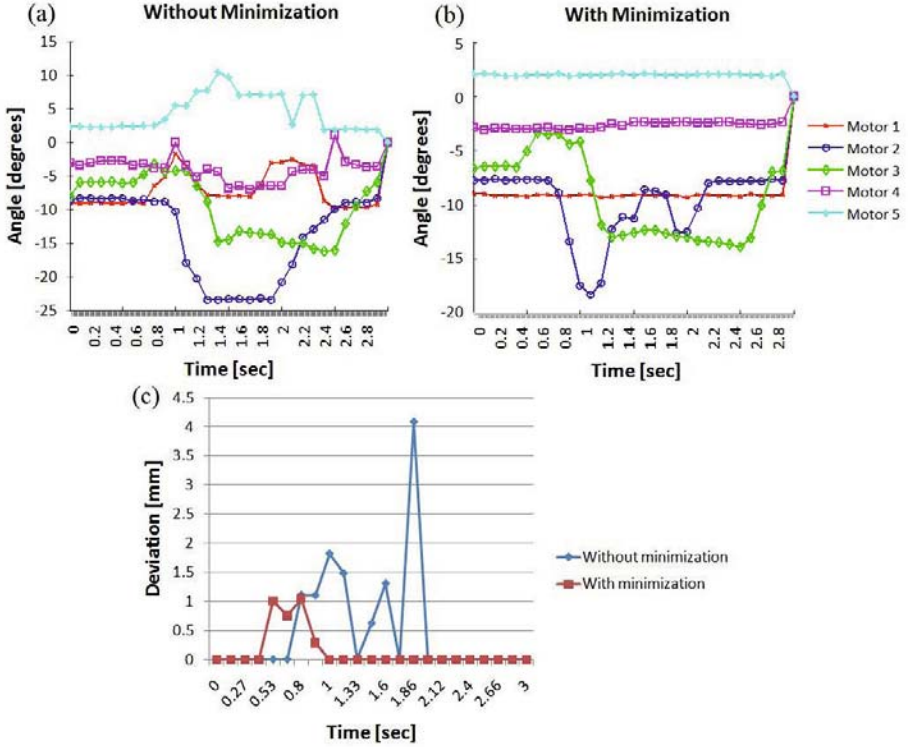 (a)
Without Minimization
15
10
5
0
-5
-10
-15
-20
-25
Angle [degrees]
0 0.2 0.4 0.6 0.8 1 1.2 1.4 1.6 1.8 2 2.2 2.4 2.6 2.8
Time [sec]
(b)
With Minimization
5
0
-5
-10
-15
-20
Angle [degrees]
0 0.2 0.4 0.6 0.8 1 1.2 1.4 1.6 1.8 2 2.2 2.4 2.6 2.8
Time [sec]
Motor 1
Motor 2
Motor 3
Motor 4
Motor 5
(c)
4.5
4
3.5
3
2.5
2
1.5
1
0.5
0
Deviation [mm]
0 0.27 0.53 0.8 1 1.33 1.6 1.86 2.12 2.4 2.66 3
Time [sec]
Without minimization
With minimization